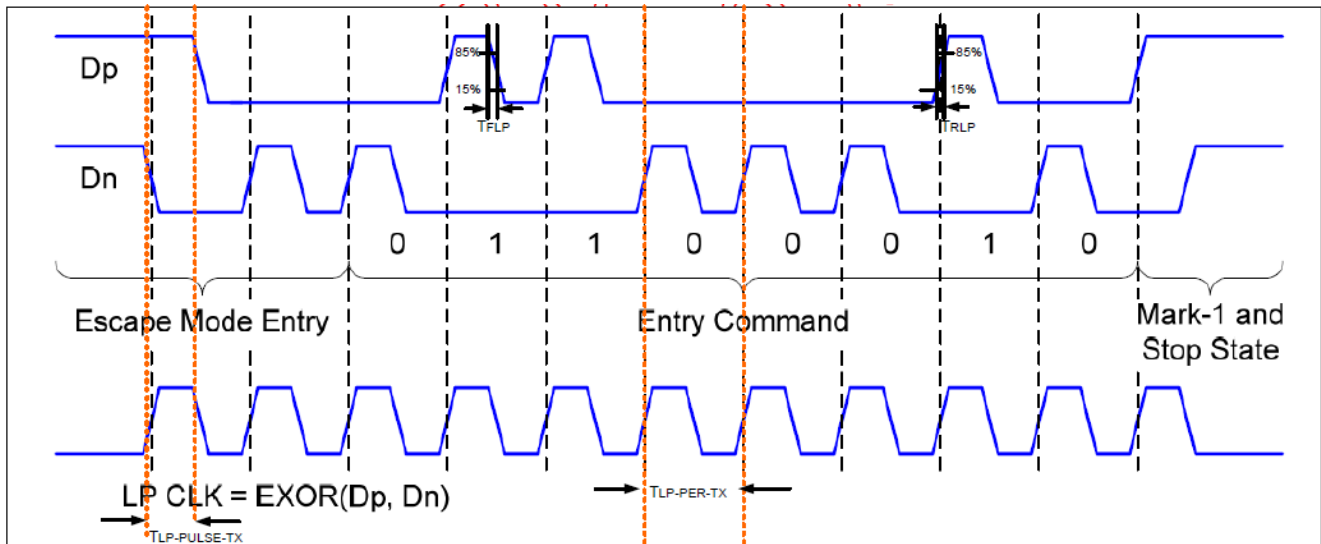 Dp
85%
15%
TFLP
85%
15%
TRLP
Dn
0 1 1 0 0 0 1 0
Escape Mode Entry
Entry Command
Mark-1 and
Stop State
LP CLK = EXOR(Dp, Dn)
TLP-PER-TX
TLP-PULSE-TX